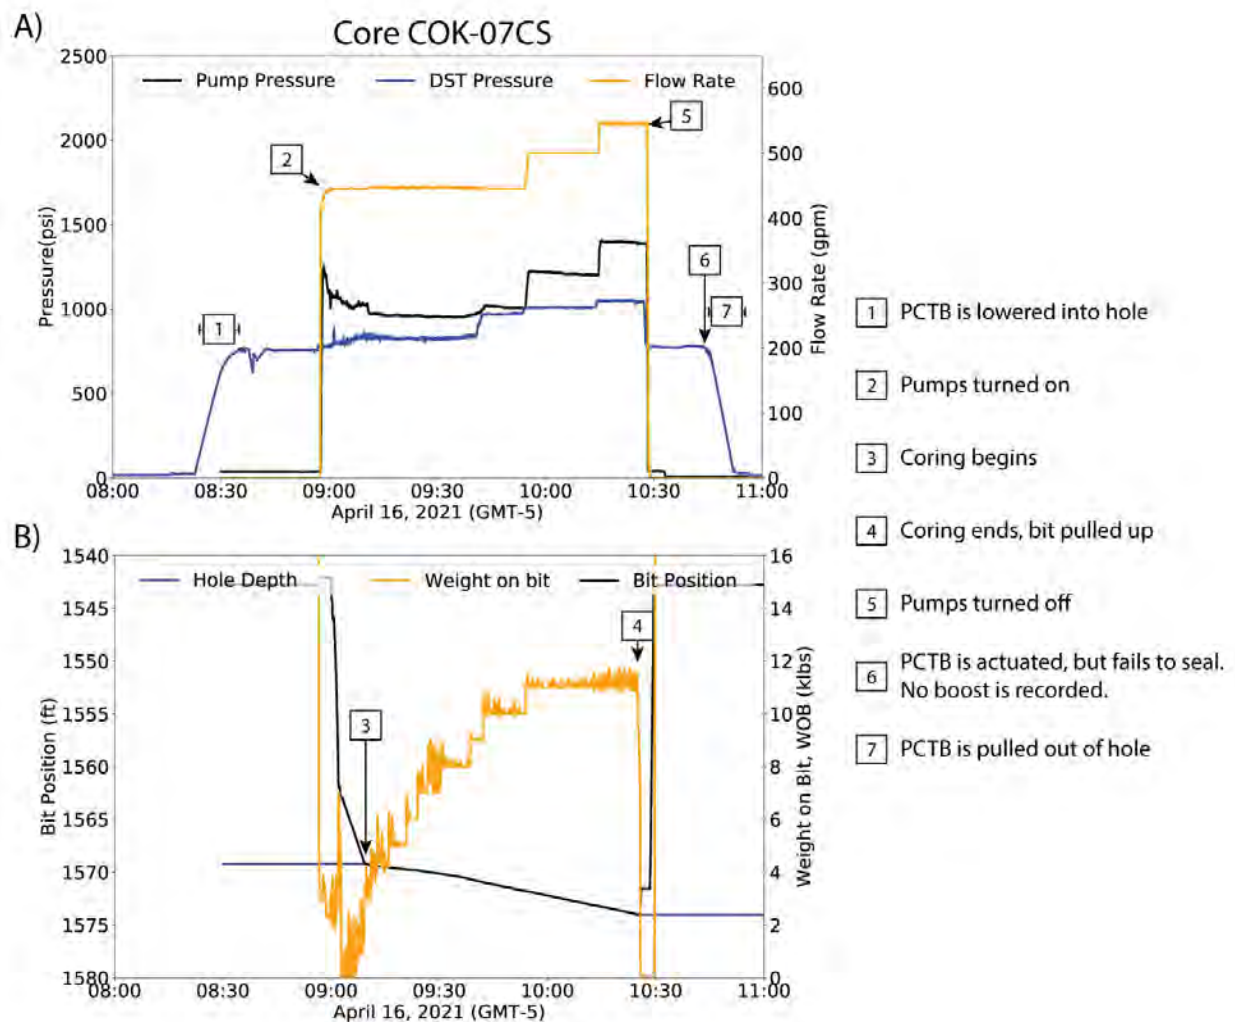 A)
Core COK-07CS
2500
2000
1500
1000
500
0
Pressure(psi)
Pump Pressure
DST Pressure
Flow Rate
600
500
400
300
200
100
0
Flow Rate (gpm)
1
2
5
6
7
08:00
08:30
09:00
09:30
10:00
10:30
11:00
April 16, 2021 (GMT-5)
B)
1540
1545
1550
1555
1560
1565
1570
1575
1580
Bit Position (ft)
Hole Depth
Weight on bit
Bit Position
16
14
12
10
8
6
4
2
0
Weight on Bit, WOB (klbs)
3
4
08:00
08:30
09:00
09:30
10:00
10:30
11:00
April 16, 2021 (GMT-5)
1 PCTB is lowered into hole
2 Pumps turned on
3 Coring begins
4 Coring ends, bit pulled up
5 Pumps turned off
6 PCTB is actuated, but fails to seal.
No boost is recorded.
7 PCTB is pulled out of hole